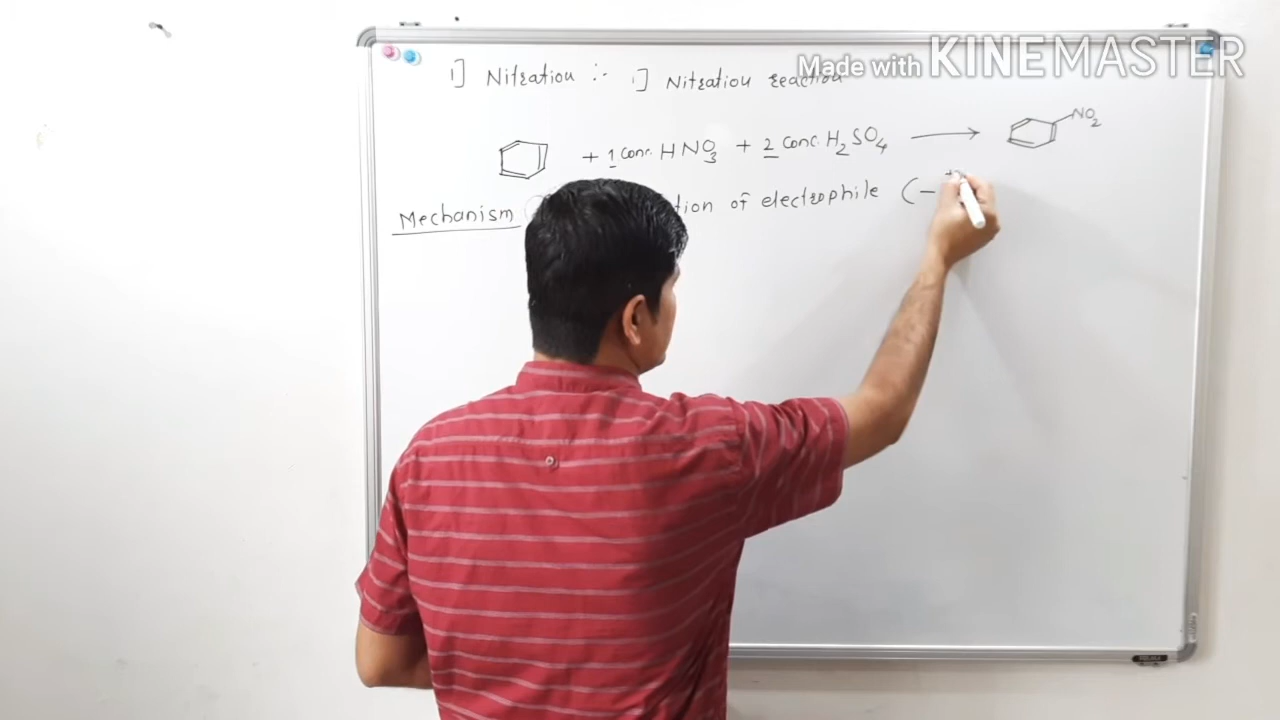 Made with KINEMASTER
1] Nitration :- 1] Nitration reaction
+ 1 conc. HNO3 + 2 conc. H2SO4 → NO2
Mechanism tion of electrophile ( –